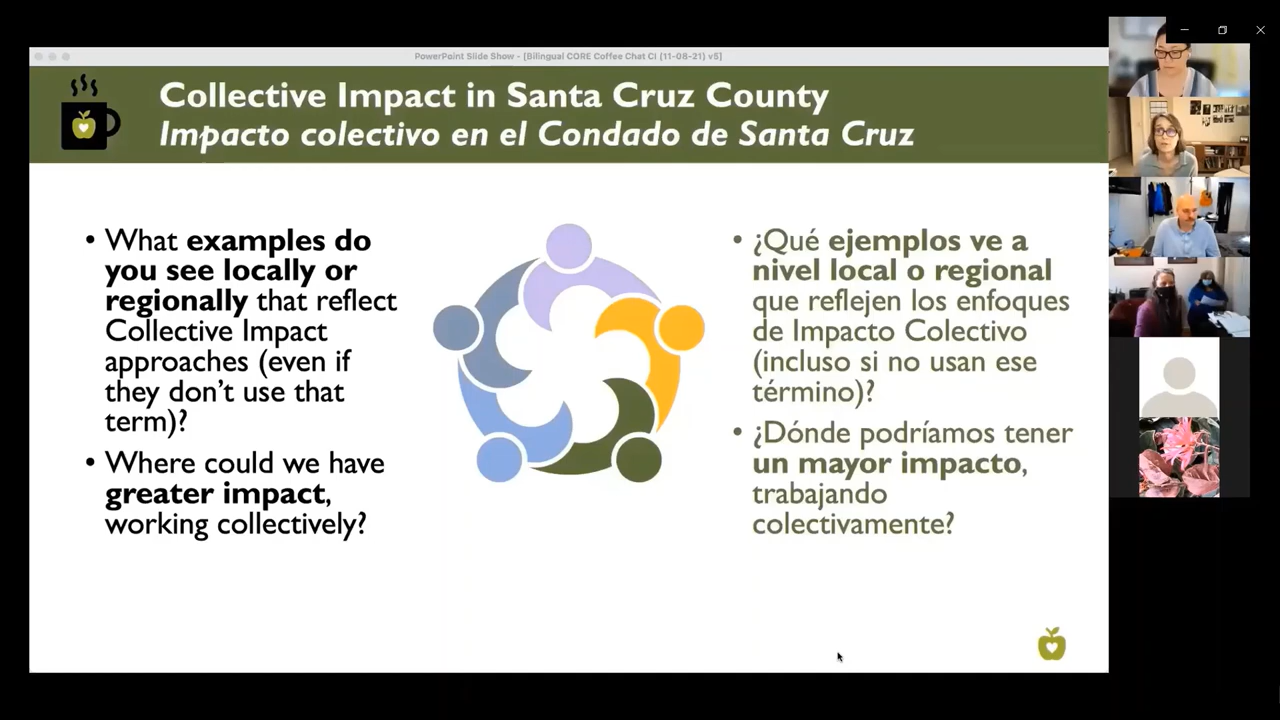 PowerPoint Slide Show - [Bilingual CORE Coffee Chat CI (11-08-21) v5]
Collective Impact in Santa Cruz County
Impacto colectivo en el Condado de Santa Cruz
• What examples do
you see locally or
regionally that reflect
Collective Impact
approaches (even if
they don’t use that
term)?
• Where could we have
greater impact,
working collectively?
• ¿Qué ejemplos ve a
nivel local o regional
que reflejen los enfoques
de Impacto Colectivo
(incluso si no usan ese
término)?
• ¿Dónde podríamos tener
un mayor impacto,
trabajando
colectivamente?